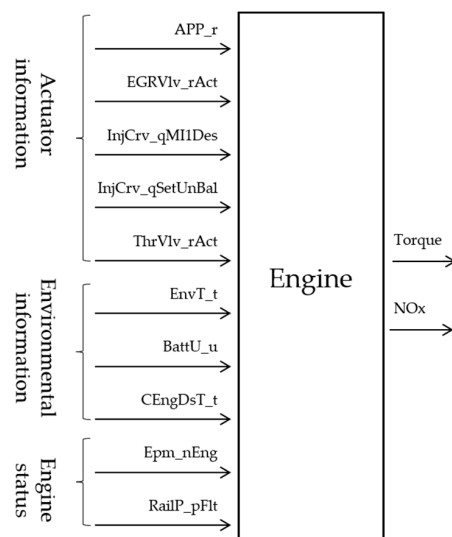 Actuator
information
APP_r
EGRVlv_rAct
InjCrv_qMI1Des
InjCrv_qSetUnBal
ThrVlv_rAct
Environmental
information
EnvT_t
BattU_u
CEngDsT_t
Engine
status
Epm_nEng
RailP_pFlt
Engine
Torque
NOx